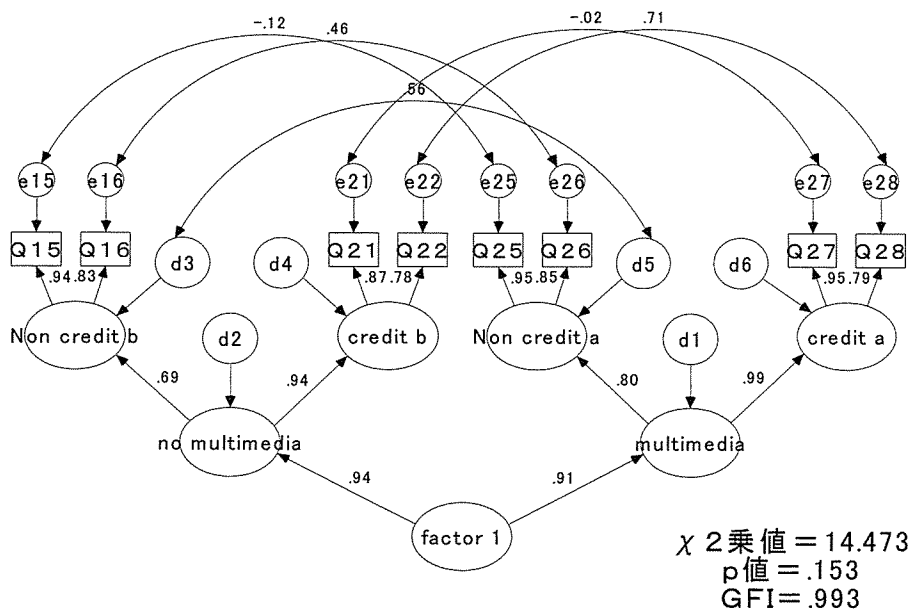 -.12 .46 -.02 .71
.56
e15 e16 e21 e22 e25 e26 e27 e28
Q15 Q16 Q21 Q22 Q25 Q26 Q27 Q28
d3 d4 d5 d6
.94 .83 .87 .78 .95 .85 .95 .79
Non credit b credit b Non credit a credit a
d2 d1
.69 .94 .80 .99
no multimedia multimedia
.94 .91
factor 1
χ2乗値=14.473
p値=.153
GFI=.993